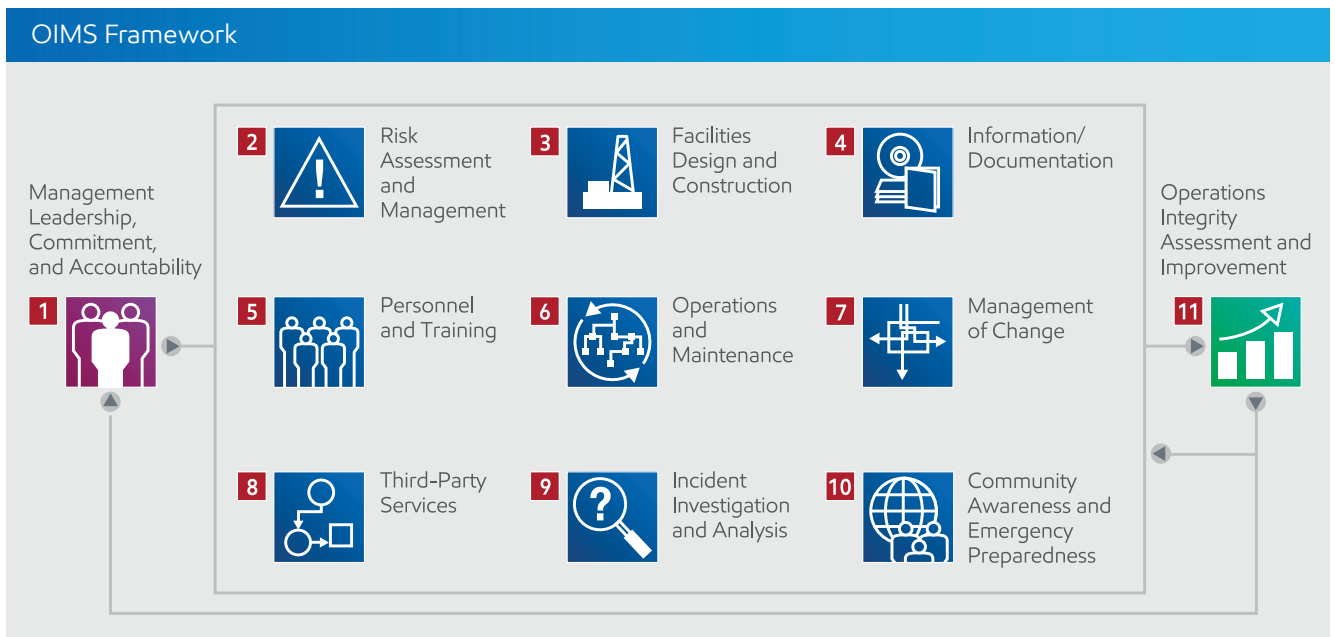 OIMS Framework
Management
Leadership,
Commitment,
and Accountability
1
2
Risk
Assessment
and
Management
3
Facilities
Design and
Construction
4
Information/
Documentation
5
Personnel
and Training
6
Operations
and
Maintenance
7
Management
of Change
8
Third-Party
Services
9
Incident
Investigation
and Analysis
10
Community
Awareness and
Emergency
Preparedness
Operations
Integrity
Assessment and
Improvement
11